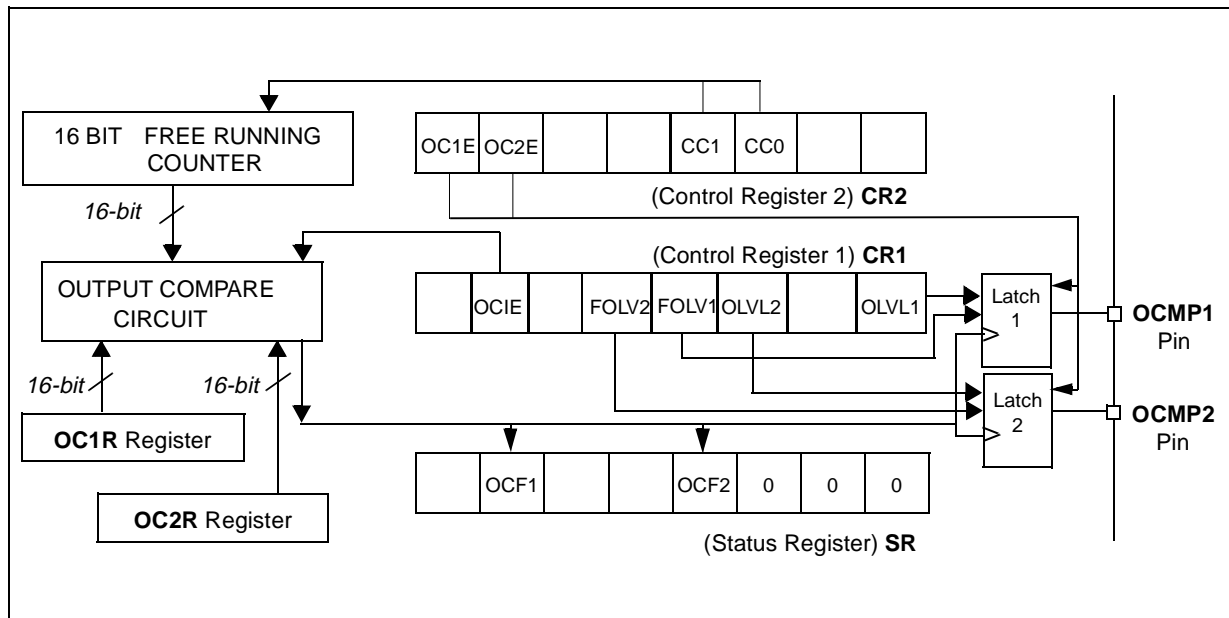 16 BIT FREE RUNNING
COUNTER
OC1E OC2E CC1 CC0
(Control Register 2) CR2
16-bit
(Control Register 1) CR1
OUTPUT COMPARE
CIRCUIT
OCIE FOLV2 FOLV1 OLVL2 OLVL1
Latch
1
OCMP1
Pin
16-bit
16-bit
Latch
2
OCMP2
Pin
OC1R Register
OCF1 OCF2 0 0 0
OC2R Register
(Status Register) SR